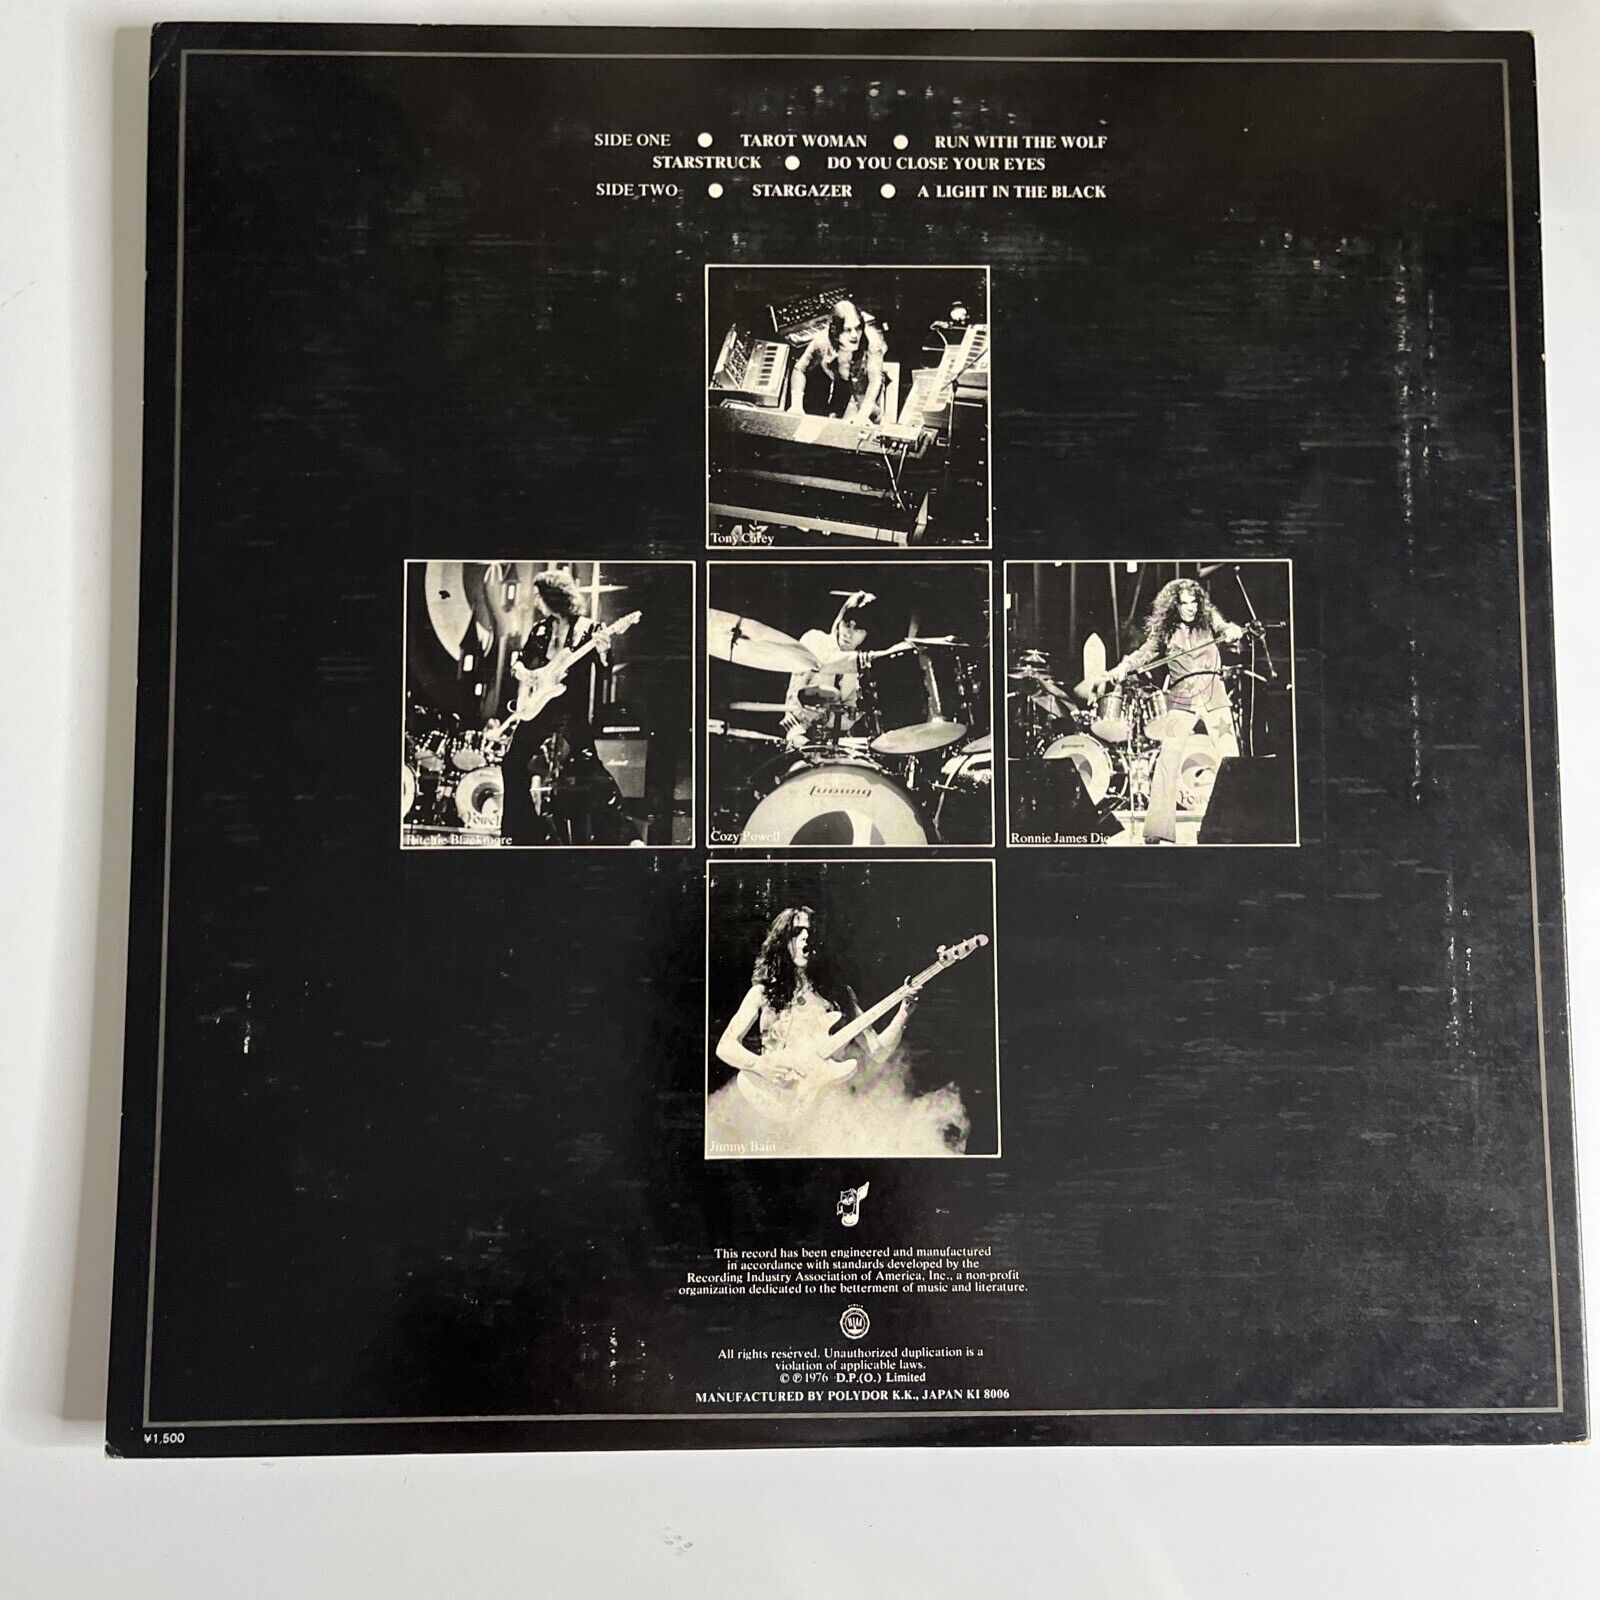 SIDE ONE ● TAROT WOMAN ● RUN WITH THE WOLF
STARSTRUCK ● DO YOU CLOSE YOUR EYES
SIDE TWO ● STARGAZER ● A LIGHT IN THE BLACK
Tony Carey
Ritchie Blackmore
Cozy Powell
Ronnie James Dio
Ludwig
Ludwig
Powell
Marshall
Jimmy Bain
This record has been engineered and manufactured
in accordance with standards developed by the
Recording Industry Association of America, Inc., a non-profit
organization dedicated to the betterment of music and literature.
All rights reserved. Unauthorized duplication is a
violation of applicable laws.
© ℗ 1976 D.P.(O.) Limited
MANUFACTURED BY POLYDOR K.K., JAPAN KI 8006
¥1,500